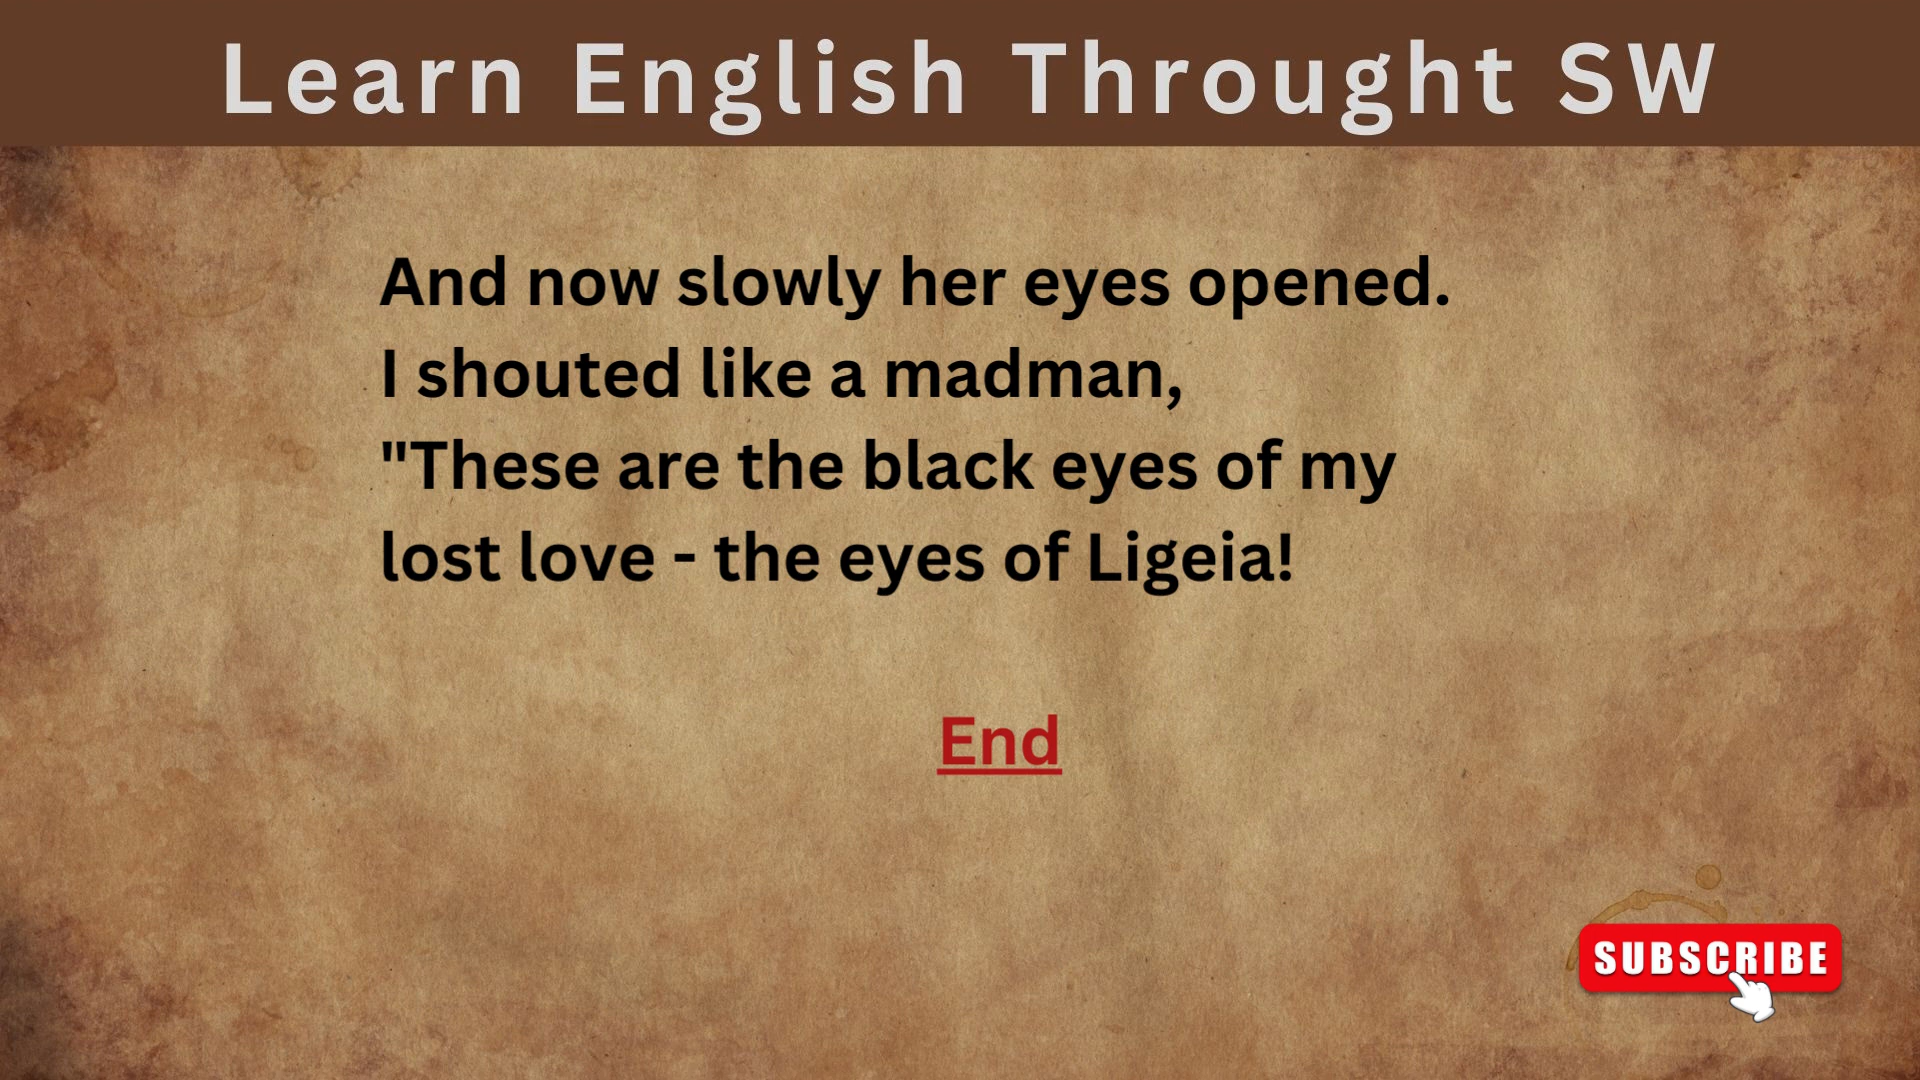 Learn English Throught SW
And now slowly her eyes opened.
I shouted like a madman,
"These are the black eyes of my
lost love - the eyes of Ligeia!
End
SUBSCRIBE